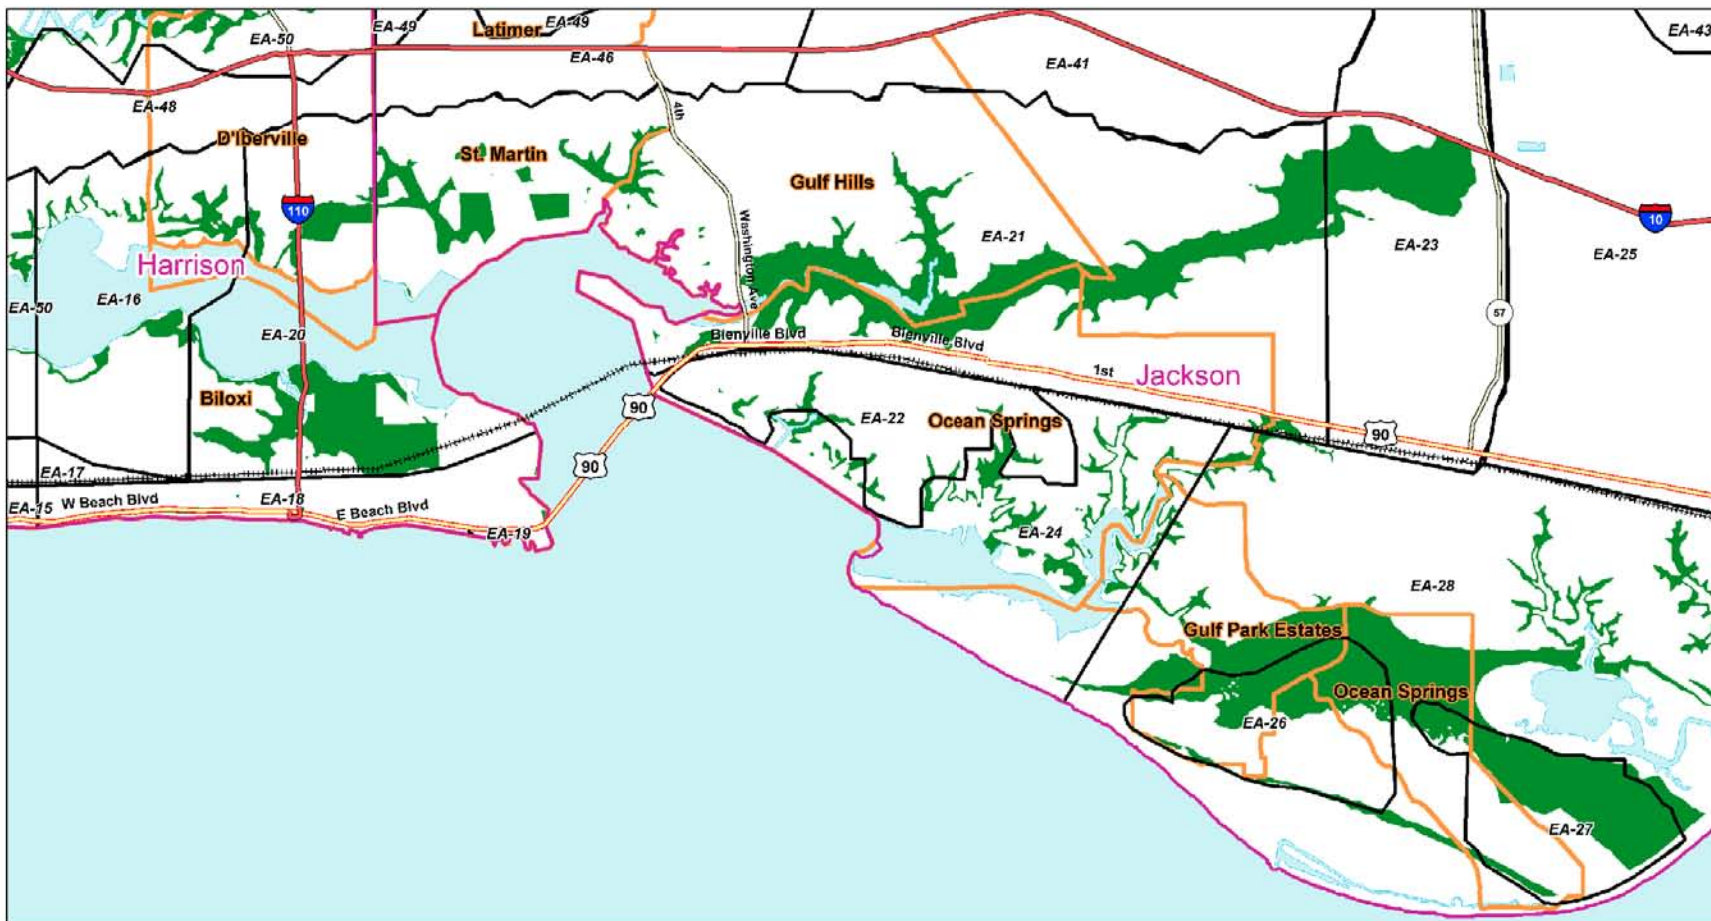 EA-49
EA-49
Latimer
EA-43
EA-50
EA-46
EA-41
EA-48
4th
D'Iberville
St. Martin
Gulf Hills
110
10
Washington Ave
EA-21
EA-23
EA-25
Harrison
EA-16
EA-50
57
EA-20
Bienville Blvd
Bienville Blvd
1st
Jackson
Biloxi
90
EA-22
Ocean Springs
90
90
EA-17
EA-15
W Beach Blvd
EA-18
E Beach Blvd
EA-19
EA-24
EA-28
Gulf Park Estates
Ocean Springs
EA-26
EA-27